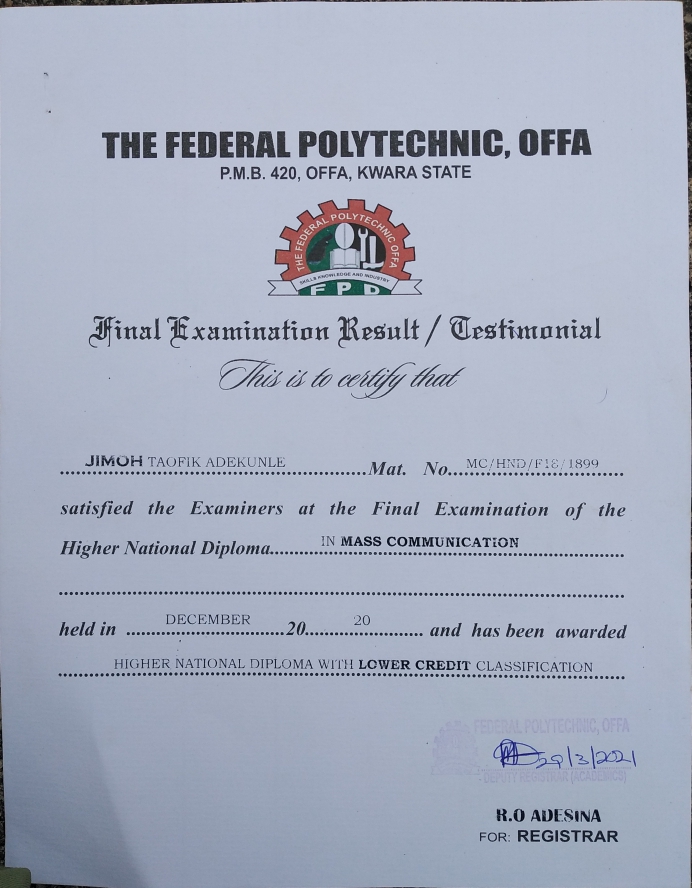 THE FEDERAL POLYTECHNIC, OFFA
P.M.B. 420, OFFA, KWARA STATE
THE FEDERAL POLYTECHNIC OFFA
SKILLS KNOWLEDGE AND INDUSTRY
F P D
Final Examination Result / Testimonial
This is to certify that
JIMOH TAOFIK ADEKUNLE Mat. No. MC/HND/F18/1899
satisfied the Examiners at the Final Examination of the
Higher National Diploma IN MASS COMMUNICATION
held in DECEMBER 20 20 and has been awarded
HIGHER NATIONAL DIPLOMA WITH LOWER CREDIT CLASSIFICATION
FEDERAL POLYTECHNIC, OFFA
29/3/2021
DEPUTY REGISTRAR (ACADEMICS)
R.O ADESINA
FOR: REGISTRAR